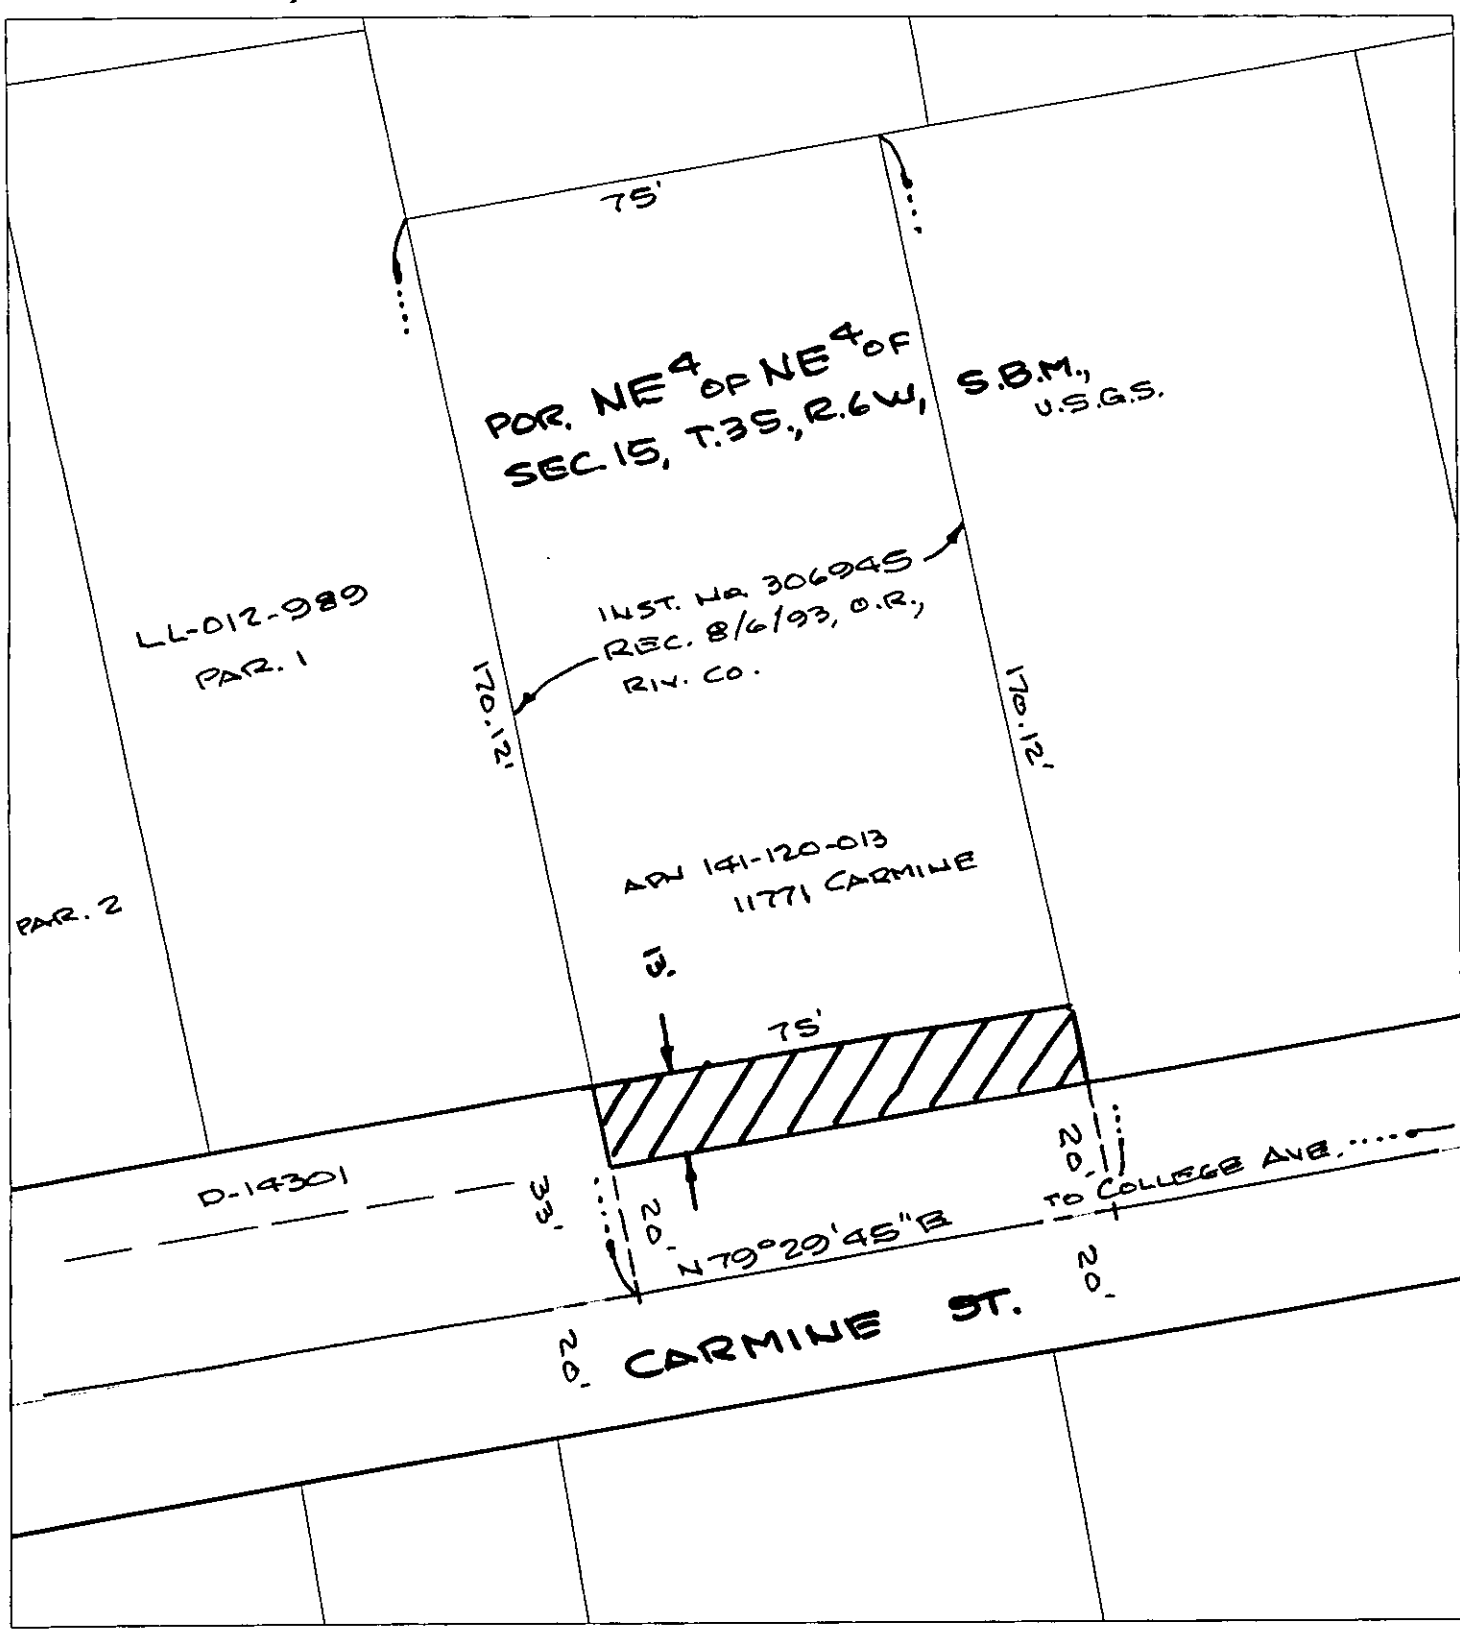 75'
POR. NE⁴ OF NE⁴ OF
SEC. 15, T.3S., R.6W, S.B.M.,
U.S.G.S.
INST. No. 306945
REC. 8/6/93, O.R.,
RIV. CO.
LL-012-989
PAR. 1
170.12'
170.12'
APN 141-120-013
11771 CARMINE
PAR. 2
13'
75'
D-14301
33'
20'
20'
TO COLLEGE AVE.
N79°29'45"E
20'
20'
CARMINE ST.